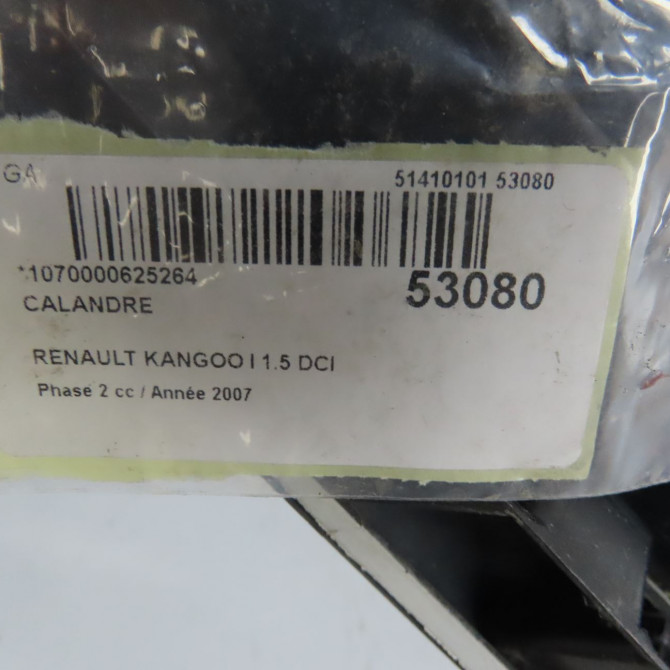 GA 51410101 53080
*1070000625264 53080
CALANDRE
RENAULT KANGOO I 1.5 DCI
Phase 2 cc / Année 2007